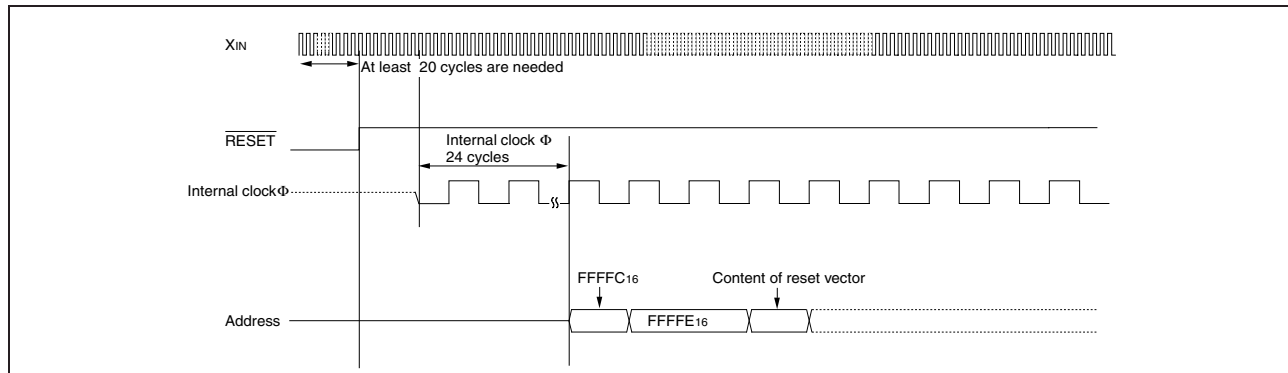 XIN
At least 20 cycles are needed
RESET
Internal clock Φ
24 cycles
Internal clockΦ
FFFFC16
Content of reset vector
Address
FFFFE16